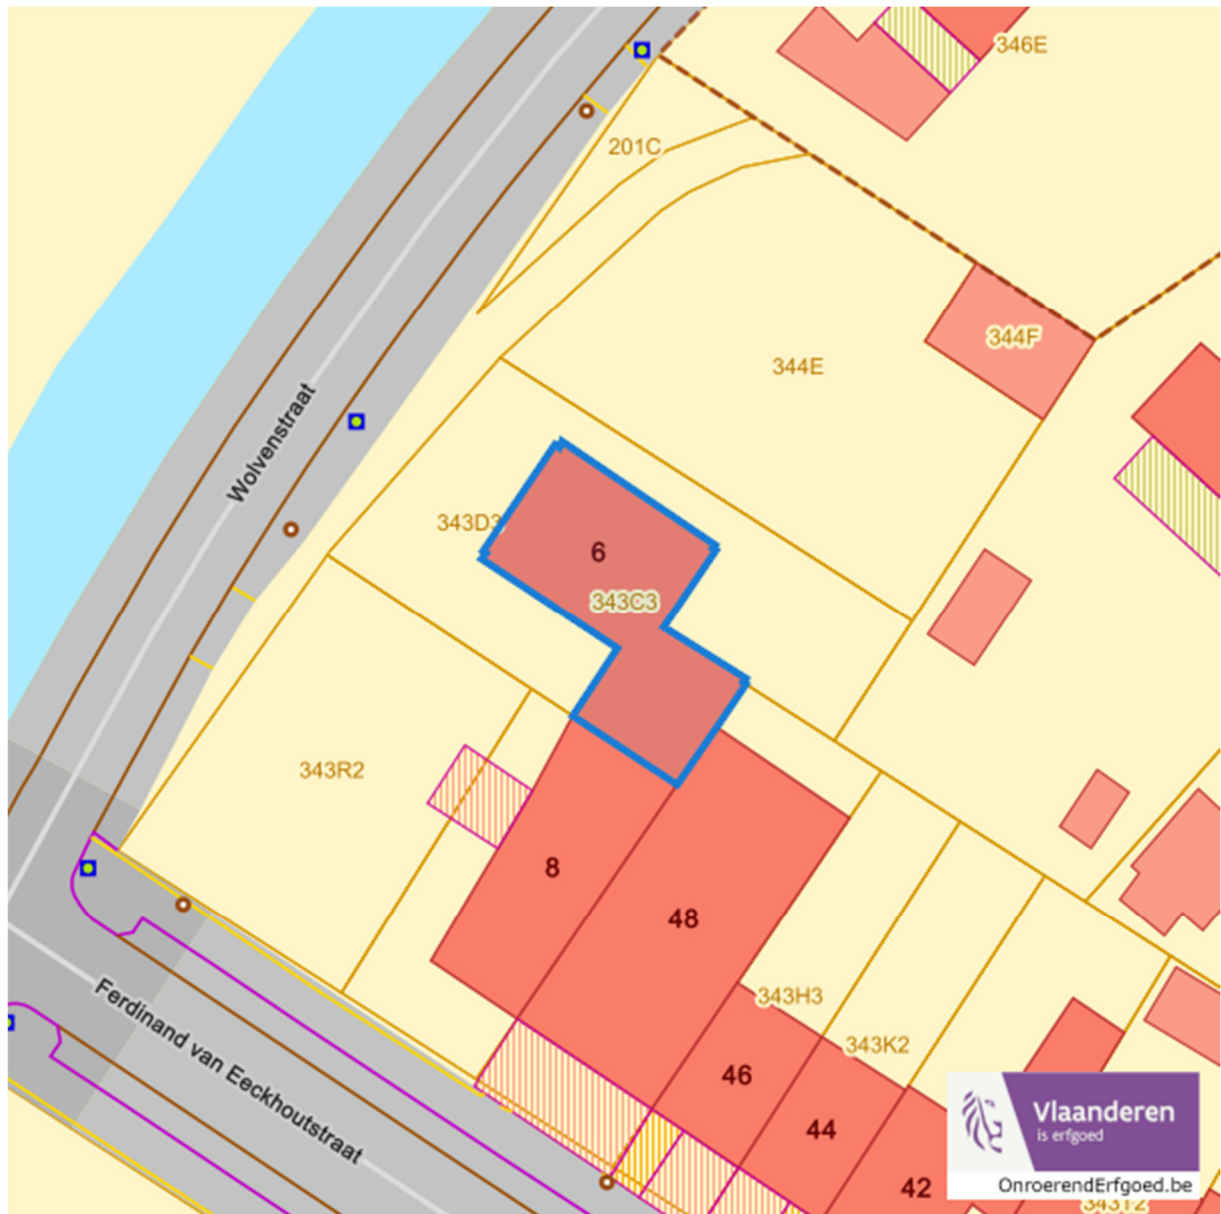 346E
201C
344F
344E
Wolvenstraat
343D3
6
343C3
343R2
8
48
343H3
343K2
46
44
42
Ferdinand van Eeckhoutstraat
Vlaanderen
is erfgoed
OnroerendErfgoed.be